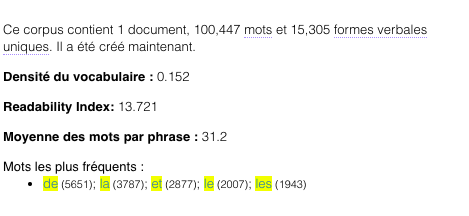 Ce corpus contient 1 document, 100,447 mots et 15,305 formes verbales
uniques. Il a été créé maintenant.
Densité du vocabulaire : 0.152
Readability Index: 13.721
Moyenne des mots par phrase : 31.2
Mots les plus fréquents :
• de (5651); la (3787); et (2877); le (2007); les (1943)